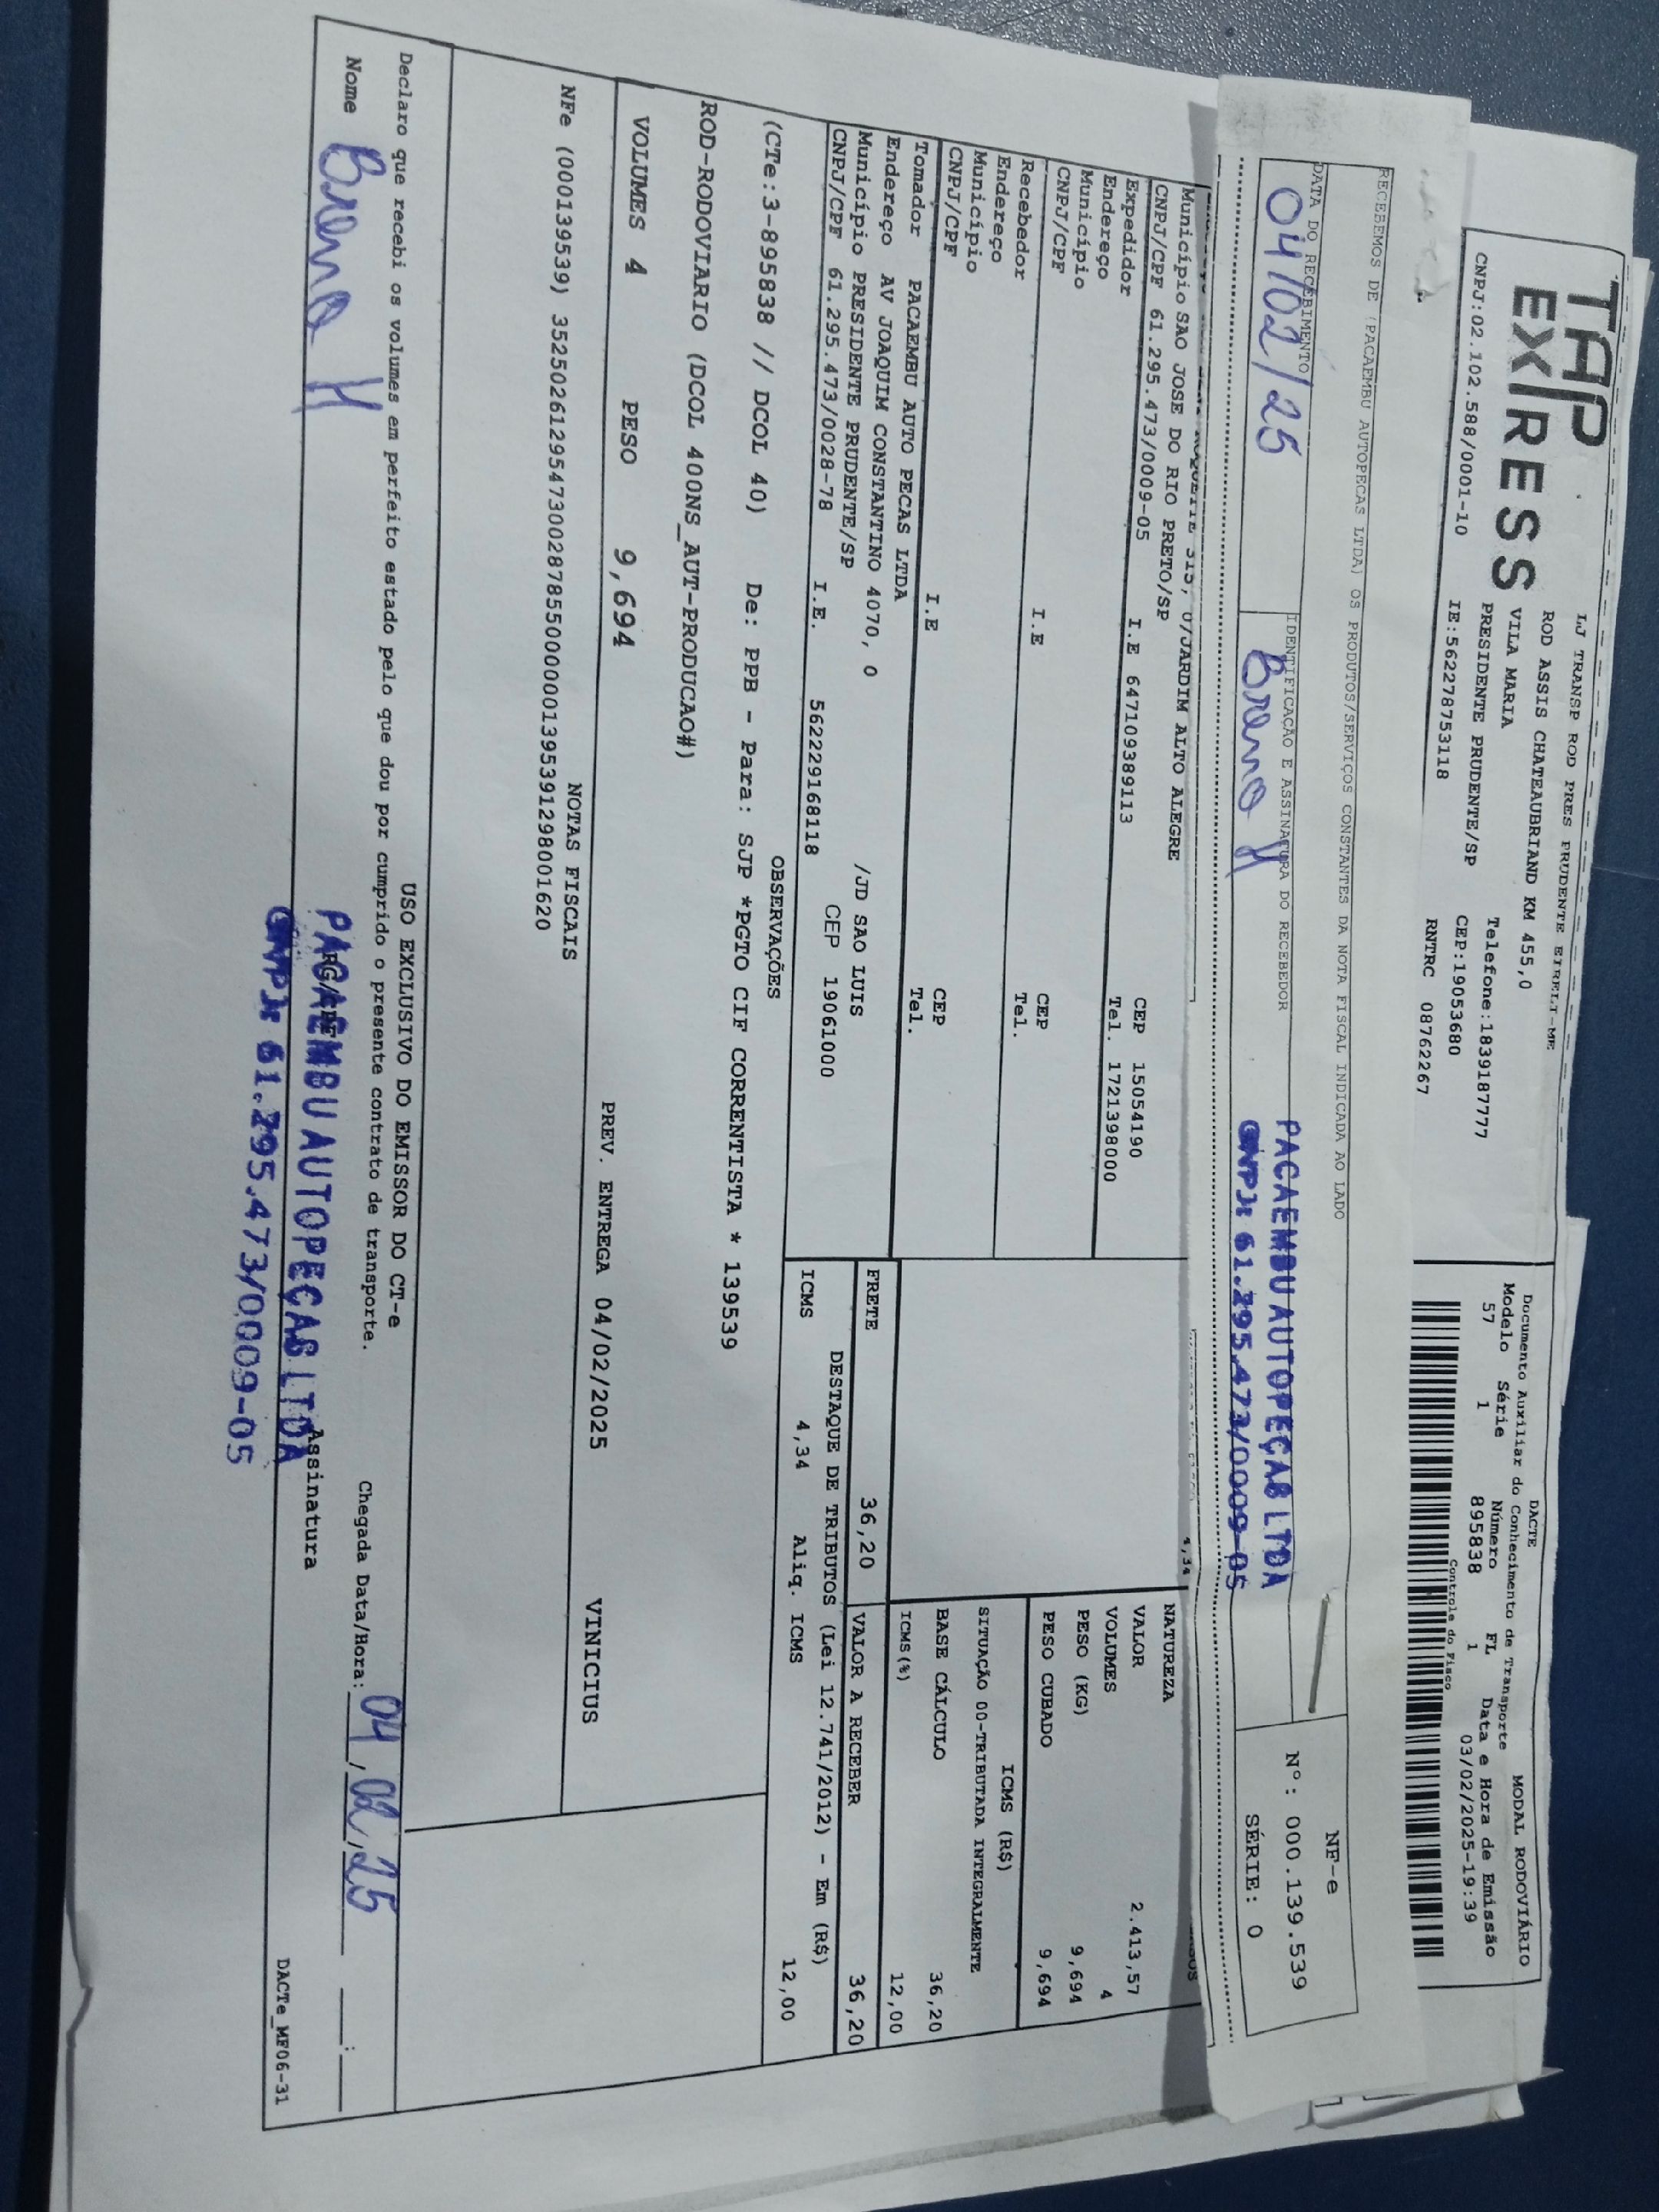 TAP
EXPRESS
LJ TRANSP ROD PRES PRUDENTE EIRELI-ME
ROD ASSIS CHATEAUBRIAND KM 455,0
VILA MARIA
PRESIDENTE PRUDENTE/SP
Telefone:1839187777
CEP:19053680
CNPJ:02.102.588/0001-10 IE:562278753118 RNTRC 08762267
DACTE
Documento Auxiliar do Conhecimento de Transporte
MODAL RODOVIÁRIO
Modelo Série Número FL Data e Hora de Emissão
57 1 895838 1 03/02/2025-19:39
Controle do Fisco
RECEBEMOS DE (PACAEMBU AUTOPECAS LTDA) OS PRODUTOS/SERVIÇOS CONSTANTES DA NOTA FISCAL INDICADA AO LADO
NF-e
Nº: 000.139.539
SÉRIE: 0
DATA DO RECEBIMENTO
04/02/25
IDENTIFICAÇÃO E ASSINATURA DO RECEBEDOR
Breno H
PACAEMBU AUTOPEÇAS LTDA
CNPJ: 61.295.473/0009-05
4,34
315, 0/JARDIM ALTO ALEGRE
Município SAO JOSE DO RIO PRETO/SP CEP 15054190
CNPJ/CPF 61.295.473/0009-05 I.E 647109389113 Tel. 1721398000
Expedidor
Endereço
Município CEP
CNPJ/CPF I.E Tel.
Recebedor
Endereço
Município CEP
CNPJ/CPF I.E Tel.
Tomador PACAEMBU AUTO PECAS LTDA
Endereço AV JOAQUIM CONSTANTINO 4070, 0 /JD SAO LUIS
Município PRESIDENTE PRUDENTE/SP CEP 19061000
CNPJ/CPF 61.295.473/0028-78 I.E. 562229168118
NATUREZA
VALOR 2.413,57
VOLUMES 4
PESO (KG) 9,694
PESO CUBADO 9,694
ICMS (R$)
SITUAÇÃO 00-TRIBUTADA INTEGRALMENTE
BASE CÁLCULO 36,20
ICMS(%) 12,00
FRETE 36,20 VALOR A RECEBER 36,20
DESTAQUE DE TRIBUTOS (Lei 12.741/2012) - Em (R$)
ICMS 4,34 Aliq. ICMS 12,00
OBSERVAÇÕES
(CTe:3-895838 // DCOL 40) De: PPB - Para: SJP *PGTO CIF CORRENTISTA * 139539
ROD-RODOVIARIO (DCOL 400NS_AUT-PRODUCAO#)
VOLUMES 4 PESO 9,694 PREV. ENTREGA 04/02/2025 VINICIUS
NOTAS FISCAIS
NFe (000139539) 35250261295473002878550000001395391298001620
USO EXCLUSIVO DO EMISSOR DO CT-e
Declaro que recebi os volumes em perfeito estado pelo que dou por cumprido o presente contrato de transporte.
Chegada Data/Hora: 04/02/25 __:__
Nome Breno H RG/CPF Assinatura
PACAEMBU AUTOPEÇAS LTDA
CNPJ: 61.295.473/0009-05
DACTe_MF06-31